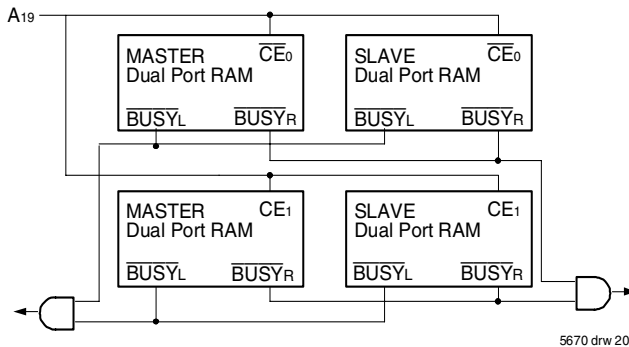 A19
MASTER
Dual Port RAM
CE0
BUSYL
BUSYR
SLAVE
Dual Port RAM
CE0
BUSYL
BUSYR
MASTER
Dual Port RAM
CE1
BUSYL
BUSYR
SLAVE
Dual Port RAM
CE1
BUSYL
BUSYR
5670 drw 20